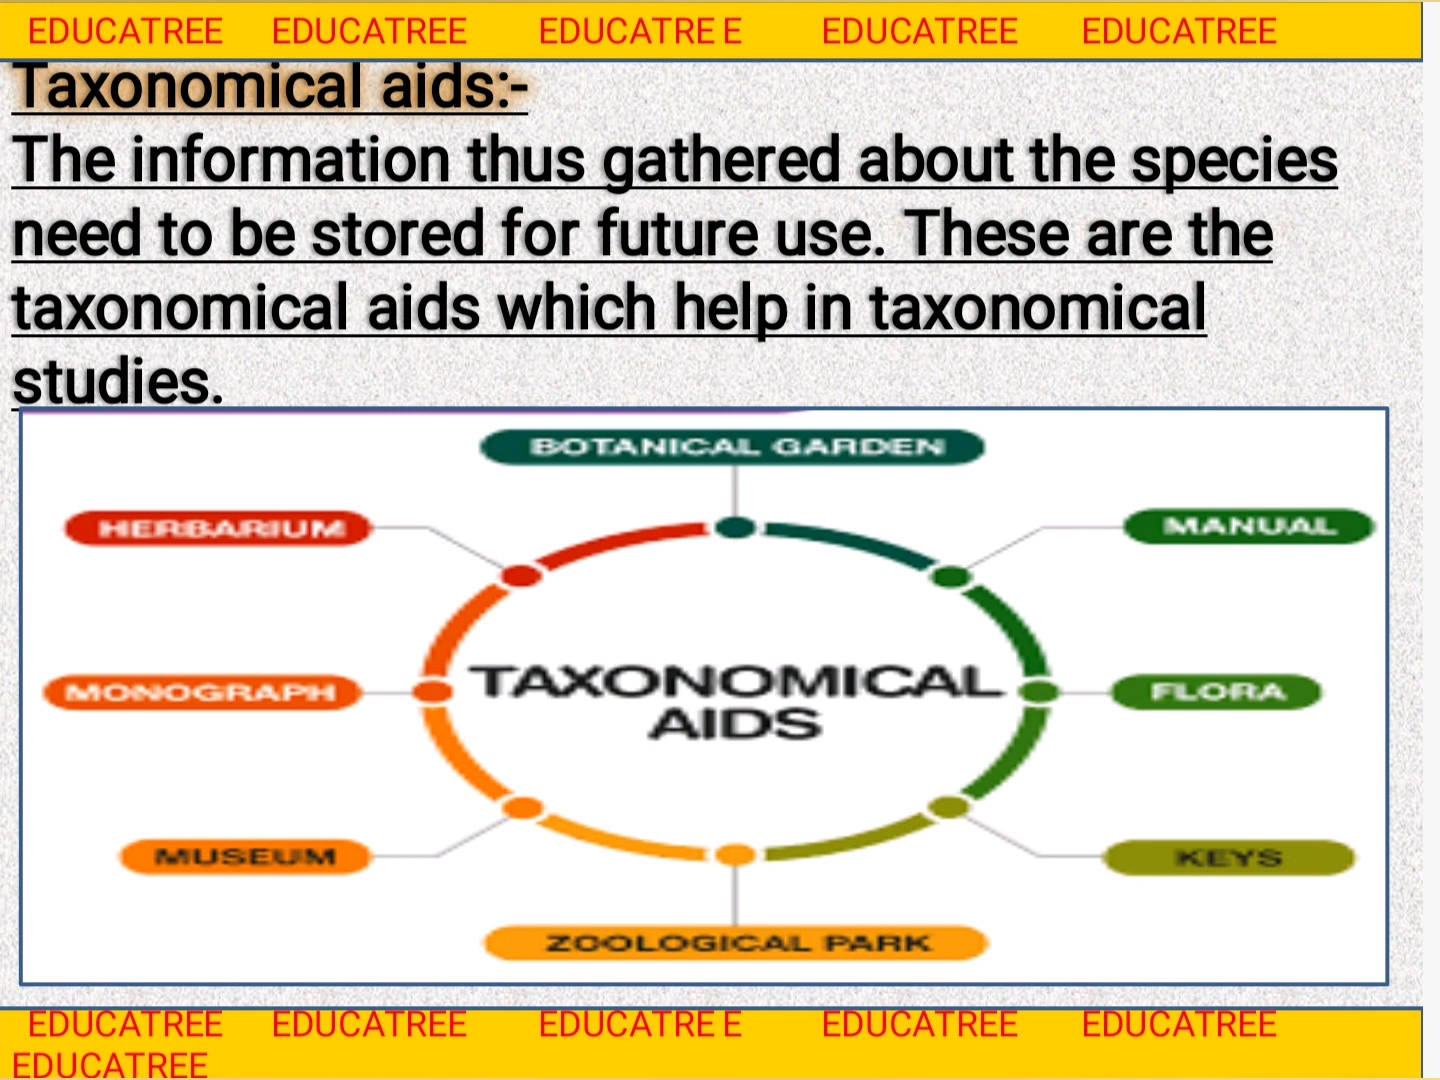 EDUCATREE EDUCATREE EDUCATRE E EDUCATREE EDUCATREE
Taxonomical aids:-
The information thus gathered about the species
need to be stored for future use. These are the
taxonomical aids which help in taxonomical
studies.
BOTANICAL GARDEN
HERBARIUM
MANUAL
MONOGRAPH
TAXONOMICAL
AIDS
FLORA
MUSEUM
KEYS
ZOOLOGICAL PARK
EDUCATREE EDUCATREE EDUCATRE E EDUCATREE EDUCATREE
EDUCATREE